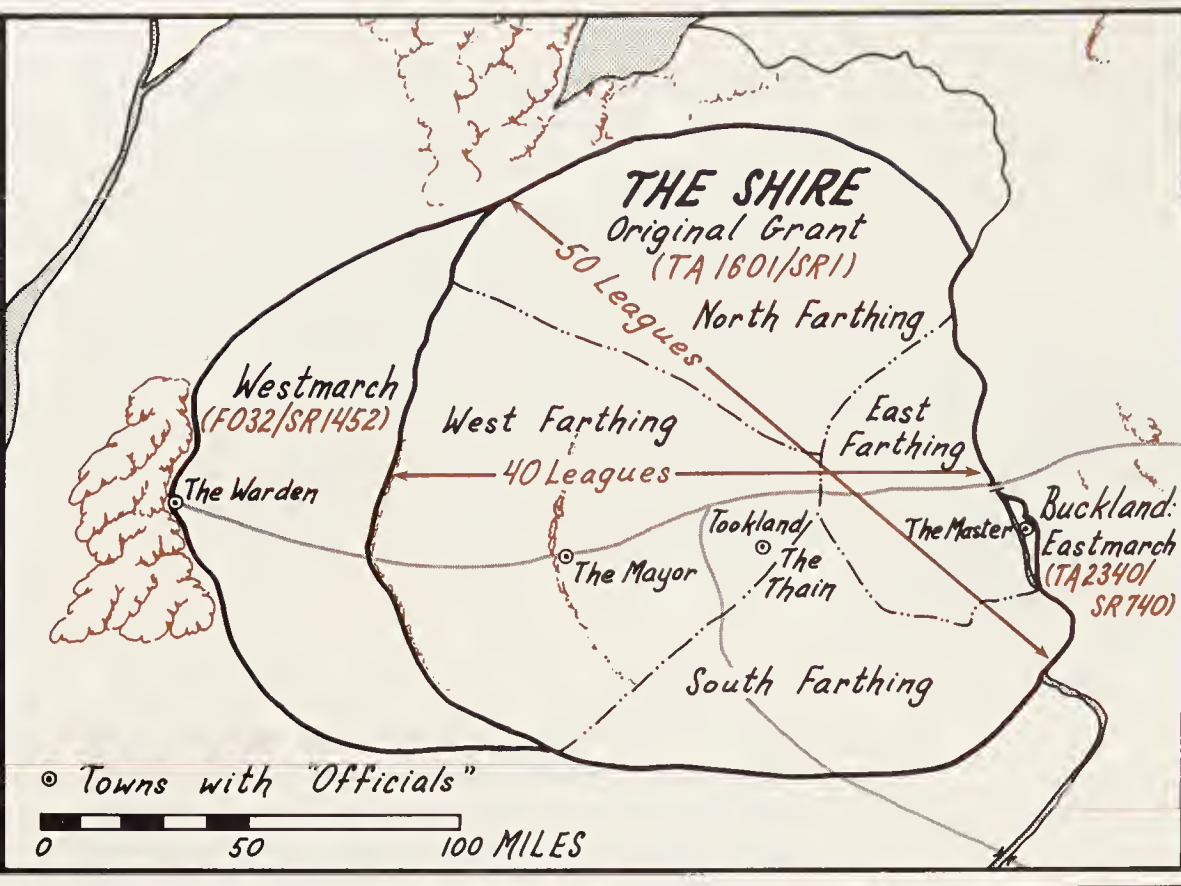 THE SHIRE
Original Grant
(TA 1601/SR1)
50 Leagues
North Farthing
Westmarch
(FO32/SR1452)
West Farthing
East
Farthing
40 Leagues
The Warden
Tookland/
The
Thain
The Master
Buckland:
Eastmarch
(TA2340/
SR740)
The Mayor
South Farthing
Towns with "Officials"
0 50 100 MILES